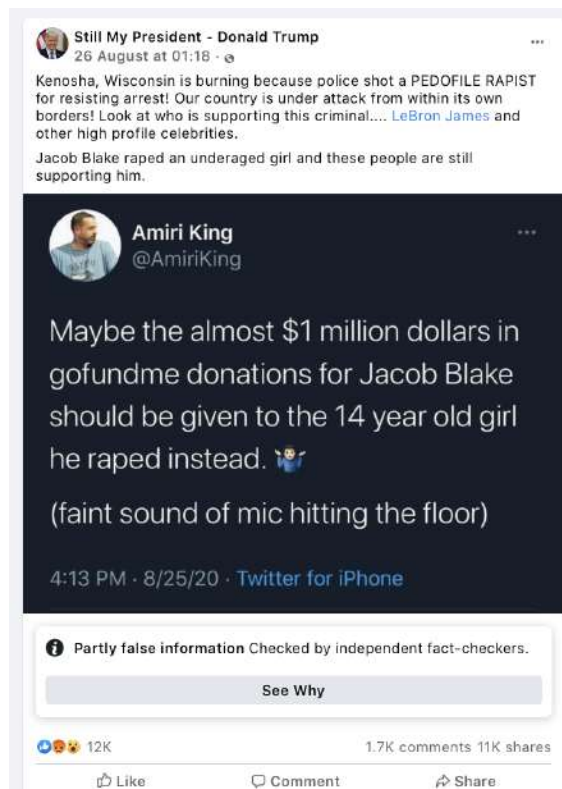 Still My President - Donald Trump
26 August at 01:18 ·
Kenosha, Wisconsin is burning because police shot a PEDOFILE RAPIST
for resisting arrest! Our country is under attack from within its own
borders! Look at who is supporting this criminal.... LeBron James and
other high profile celebrities.
Jacob Blake raped an underaged girl and these people are still
supporting him.
Amiri King
@AmiriKing
Maybe the almost $1 million dollars in
gofundme donations for Jacob Blake
should be given to the 14 year old girl
he raped instead. 🤷🏻‍♂️
(faint sound of mic hitting the floor)
4:13 PM · 8/25/20 · Twitter for iPhone
Partly false information Checked by independent fact-checkers.
See Why
12K 1.7K comments 11K shares
Like Comment Share